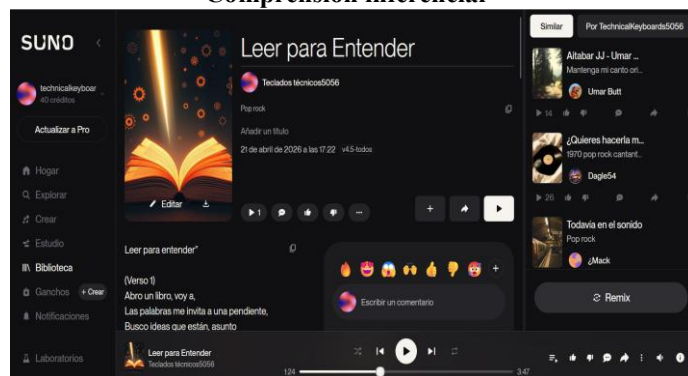 Comprensión inferencial
SUNO
technicalkeyboar
40 créditos
Actualizar a Pro
Hogar
Explorar
Crear
Estudio
Biblioteca
Ganchos + Crear
Notificaciones
Laboratorios
Editar
Leer para Entender
Teclados técnicos5056
Pop rock
Añadir un título
21 de abril de 2026 a las 17:22 v4.5-todos
1
Leer para entender"
(Verso 1)
Abro un libro, voy a,
Las palabras me invita a una pendiente,
Busco ideas que están, asunto
Escribir un comentario
Similar
Por TechnicalKeyboards5056
Altabar JJ - Umar ...
Mantenga mi canto ori...
Umar Butt
14
¿Quieres hacerla m...
1970 pop rock cantant...
Dagle54
26
Todavía en el sonido
Pop rock
¿Mack
Remix
Leer para Entender
Teclados técnicos5056
1:24
3:47